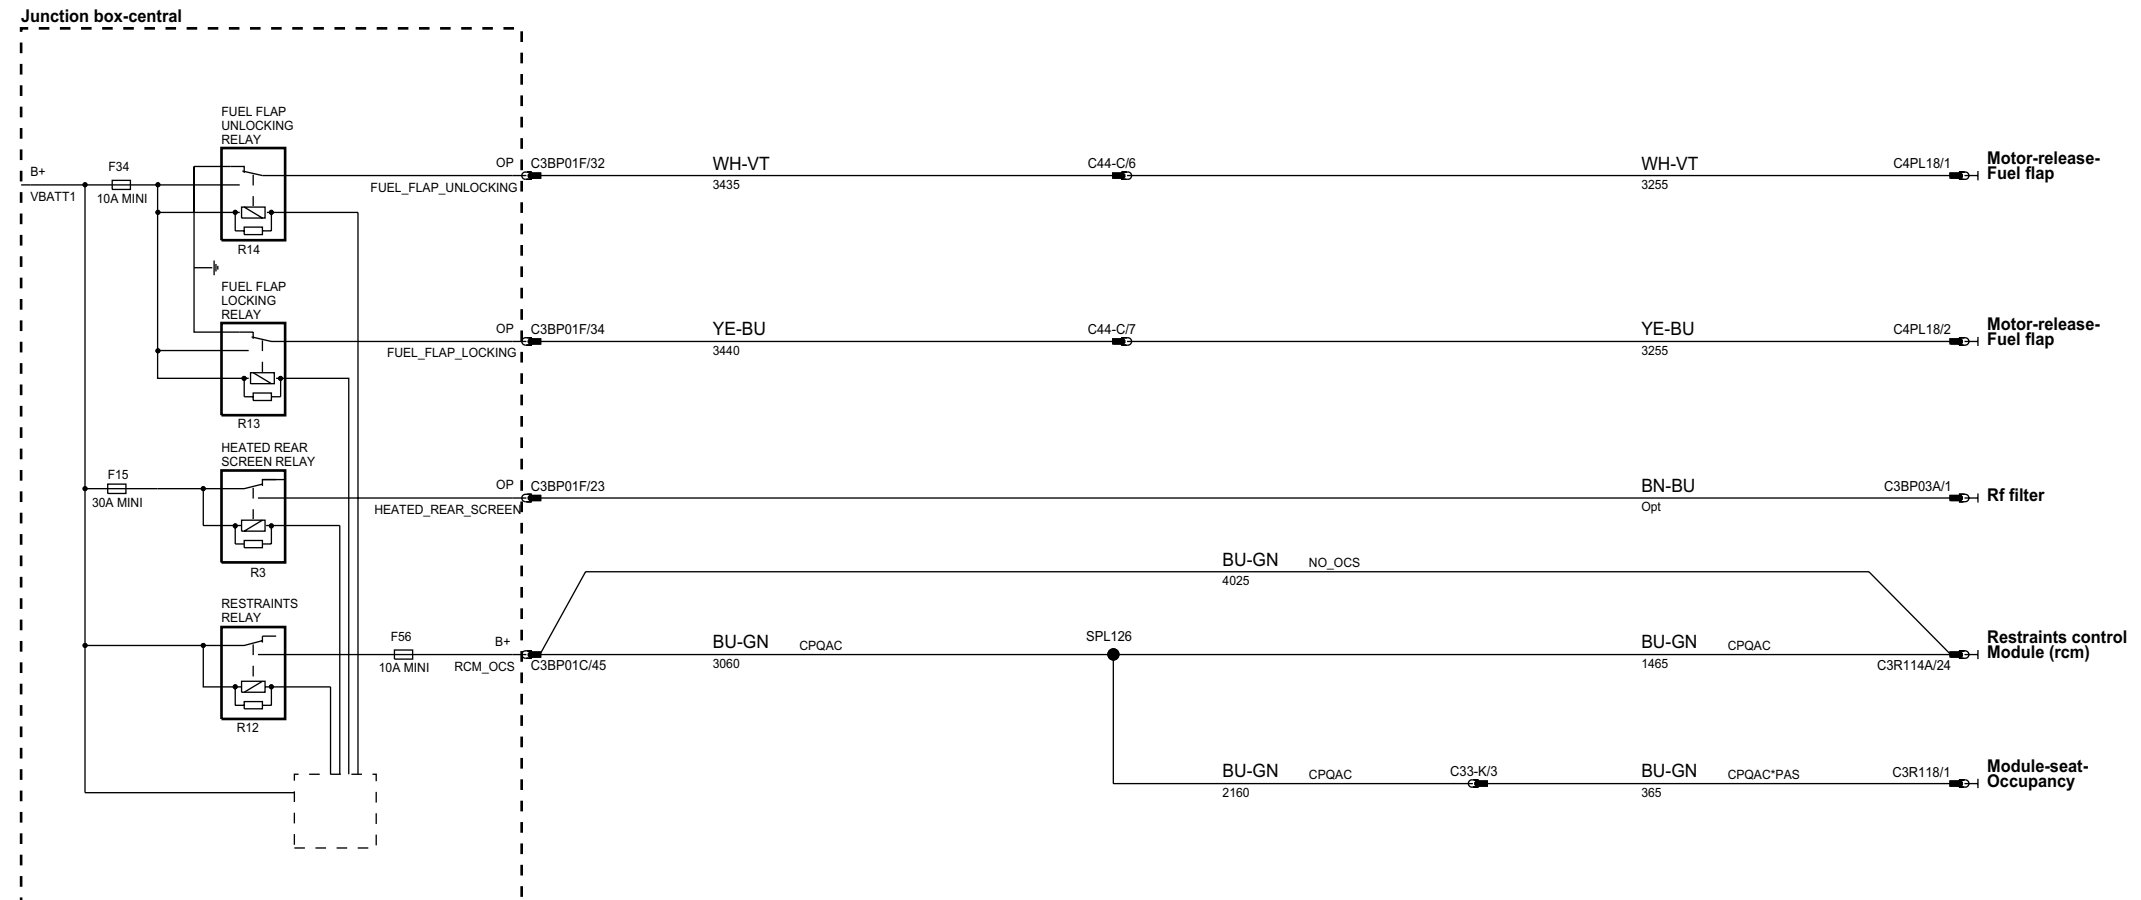 Junction box-central
FUEL FLAP
UNLOCKING
RELAY
B+
F34
VBATT1
10A MINI
R14
OP
C3BP01F/32
FUEL_FLAP_UNLOCKING
WH-VT
3435
C44-C/6
WH-VT
3255
C4PL18/1
Motor-release-
Fuel flap
FUEL FLAP
LOCKING
RELAY
R13
OP
C3BP01F/34
FUEL_FLAP_LOCKING
YE-BU
3440
C44-C/7
YE-BU
3255
C4PL18/2
Motor-release-
Fuel flap
HEATED REAR
SCREEN RELAY
F15
30A MINI
R3
OP
C3BP01F/23
HEATED_REAR_SCREEN
BN-BU
Opt
C3BP03A/1
Rf filter
BU-GN
NO_OCS
4025
RESTRAINTS
RELAY
R12
F56
10A MINI
B+
RCM_OCS
C3BP01C/45
BU-GN
CPQAC
3060
SPL126
BU-GN
CPQAC
1465
C3R114A/24
Restraints control
Module (rcm)
BU-GN
CPQAC
2160
C33-K/3
BU-GN
CPQAC*PAS
365
C3R118/1
Module-seat-
Occupancy